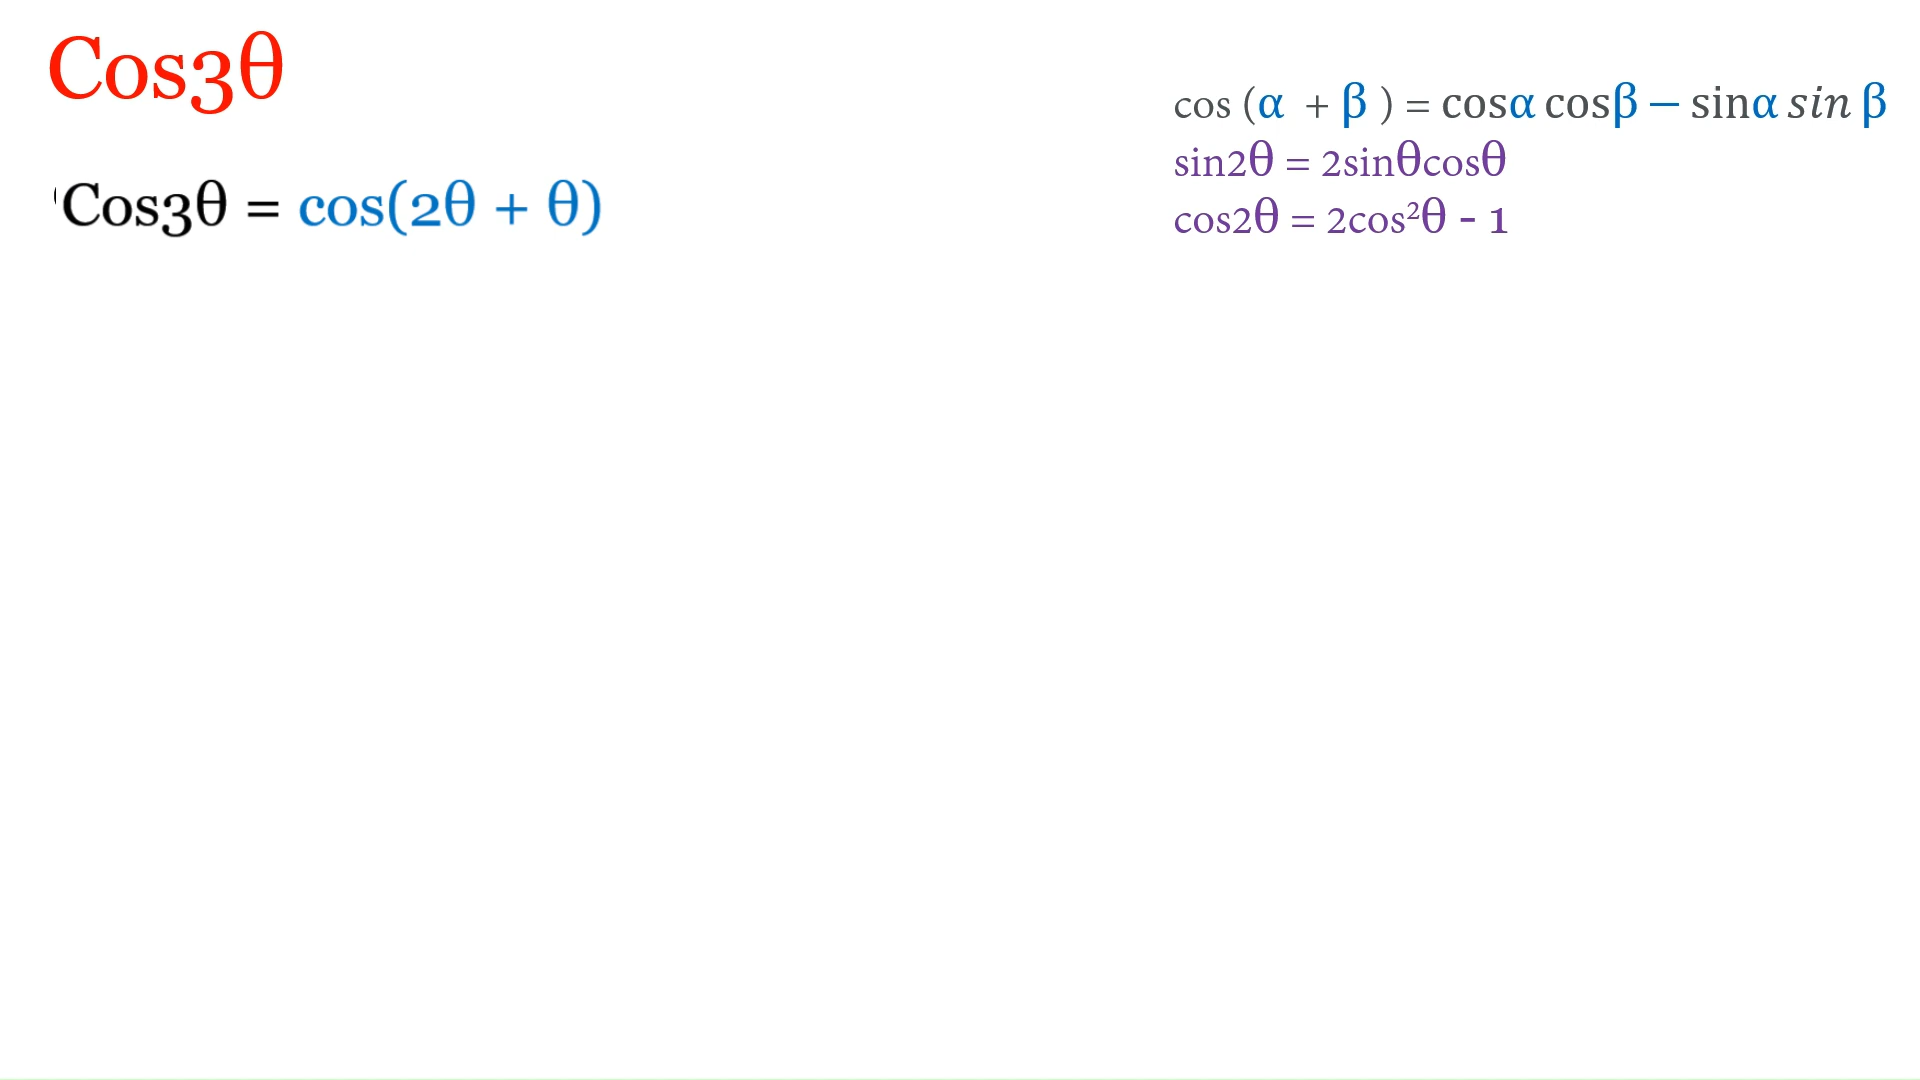 Cos3θ
cos (α + β ) = cosα cosβ – sinα sin β
sin2θ = 2sinθcosθ
cos2θ = 2cos²θ - 1
Cos3θ = cos(2θ + θ)